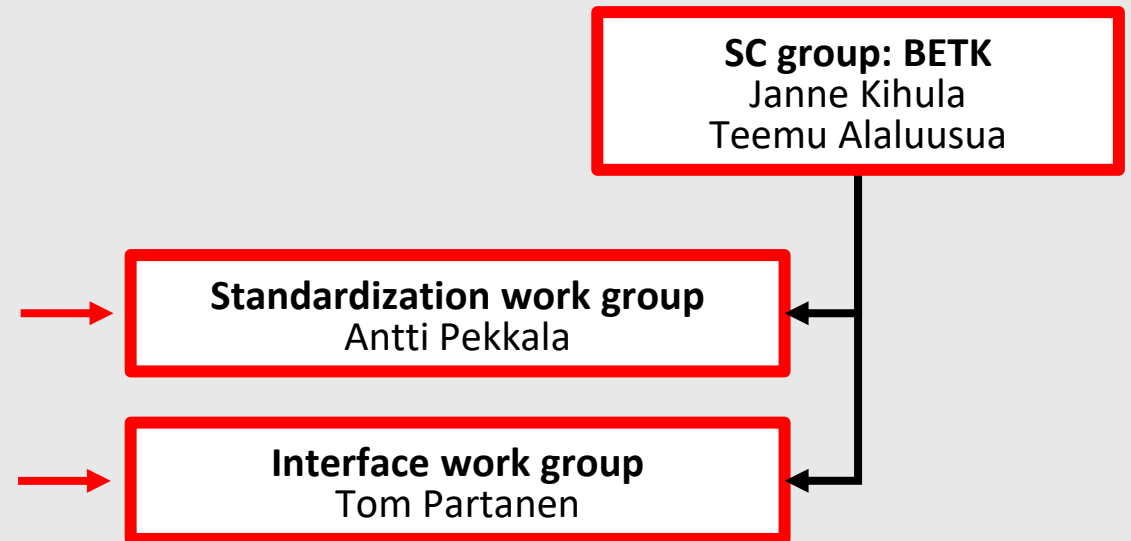 SC group: BETK
Janne Kihula
Teemu Alaluusua
Standardization work group
Antti Pekkala
Interface work group
Tom Partanen